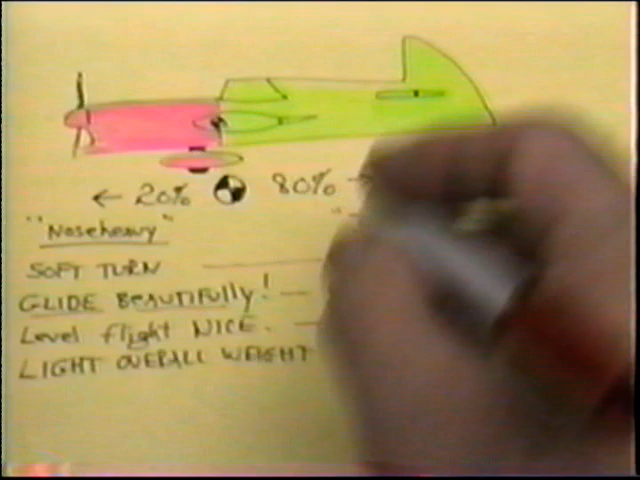 ← 20% 80% →
"Noseheavy"
SOFT TURN
GLIDE BEAUTIFULLY!
Level flight NICE.
LIGHT OVERALL WEIGHT